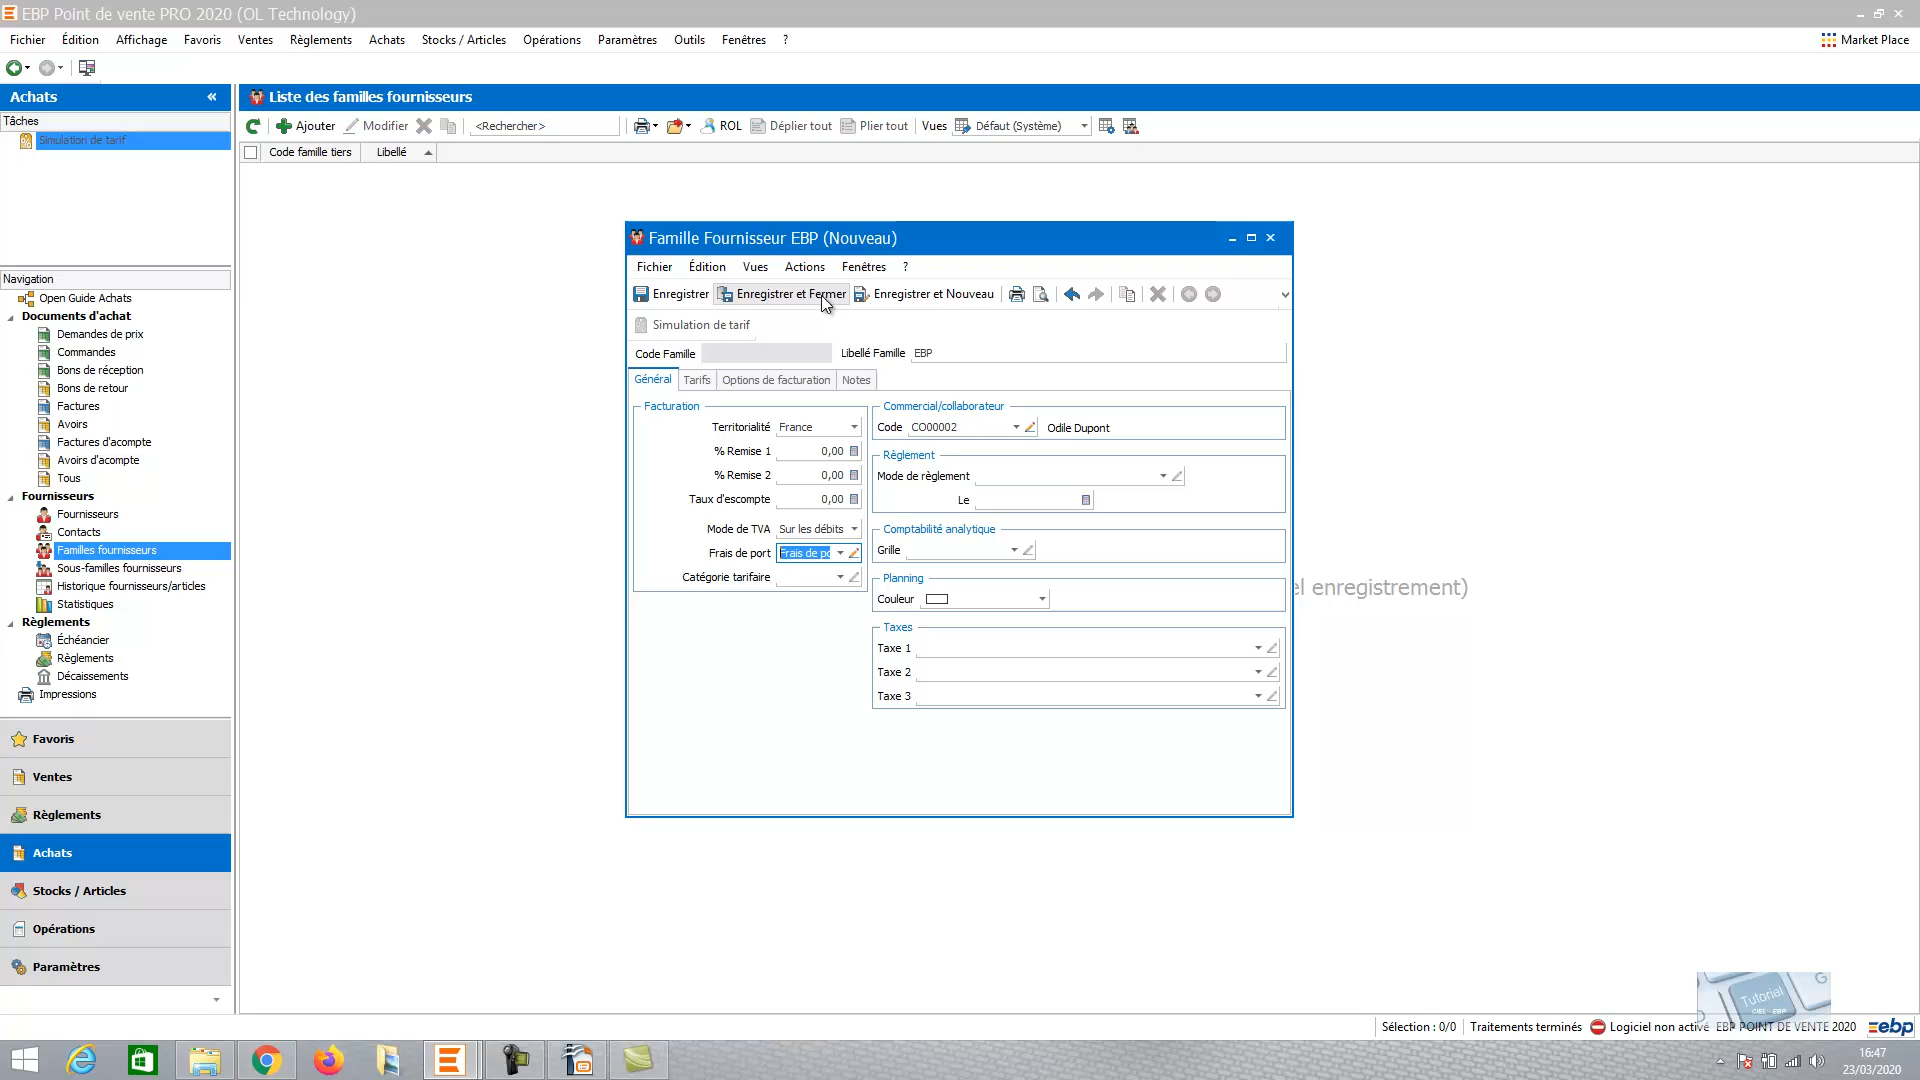 EBP Point de vente PRO 2020 (OL Technology)
Fichier Édition Affichage Favoris Ventes Règlements Achats Stocks / Articles Opérations Paramètres Outils Fenêtres ? Market Place
Achats «
Tâches
Simulation de tarif
Liste des familles fournisseurs
Ajouter Modifier <Rechercher> ROL Déplier tout Plier tout Vues Défaut (Système)
Code famille tiers Libellé
Navigation
Open Guide Achats
Documents d'achat
Demandes de prix
Commandes
Bons de réception
Bons de retour
Factures
Avoirs
Factures d'acompte
Avoirs d'acompte
Tous
Fournisseurs
Fournisseurs
Contacts
Familles fournisseurs
Sous-familles fournisseurs
Historique fournisseurs/articles
Statistiques
Règlements
Échéancier
Règlements
Décaissements
Impressions
Favoris
Ventes
Règlements
Achats
Stocks / Articles
Opérations
Paramètres
Famille Fournisseur EBP (Nouveau)
Fichier Édition Vues Actions Fenêtres ?
Enregistrer Enregistrer et Fermer Enregistrer et Nouveau
Simulation de tarif
Code Famille Libellé Famille EBP
Général Tarifs Options de facturation Notes
Facturation
Territorialité France
% Remise 1 0,00
% Remise 2 0,00
Taux d'escompte 0,00
Mode de TVA Sur les débits
Frais de port Frais de po
Catégorie tarifaire
Commercial/collaborateur
Code CO00002 Odile Dupont
Règlement
Mode de règlement
Le
Comptabilité analytique
Grille
Planning
Couleur
Taxes
Taxe 1
Taxe 2
Taxe 3
el enregistrement)
Tutoriel
CIEL - EBP
G
Sélection : 0/0 Traitements terminés Logiciel non activé EBP POINT DE VENTE 2020 ebp
16:47
23/03/2020